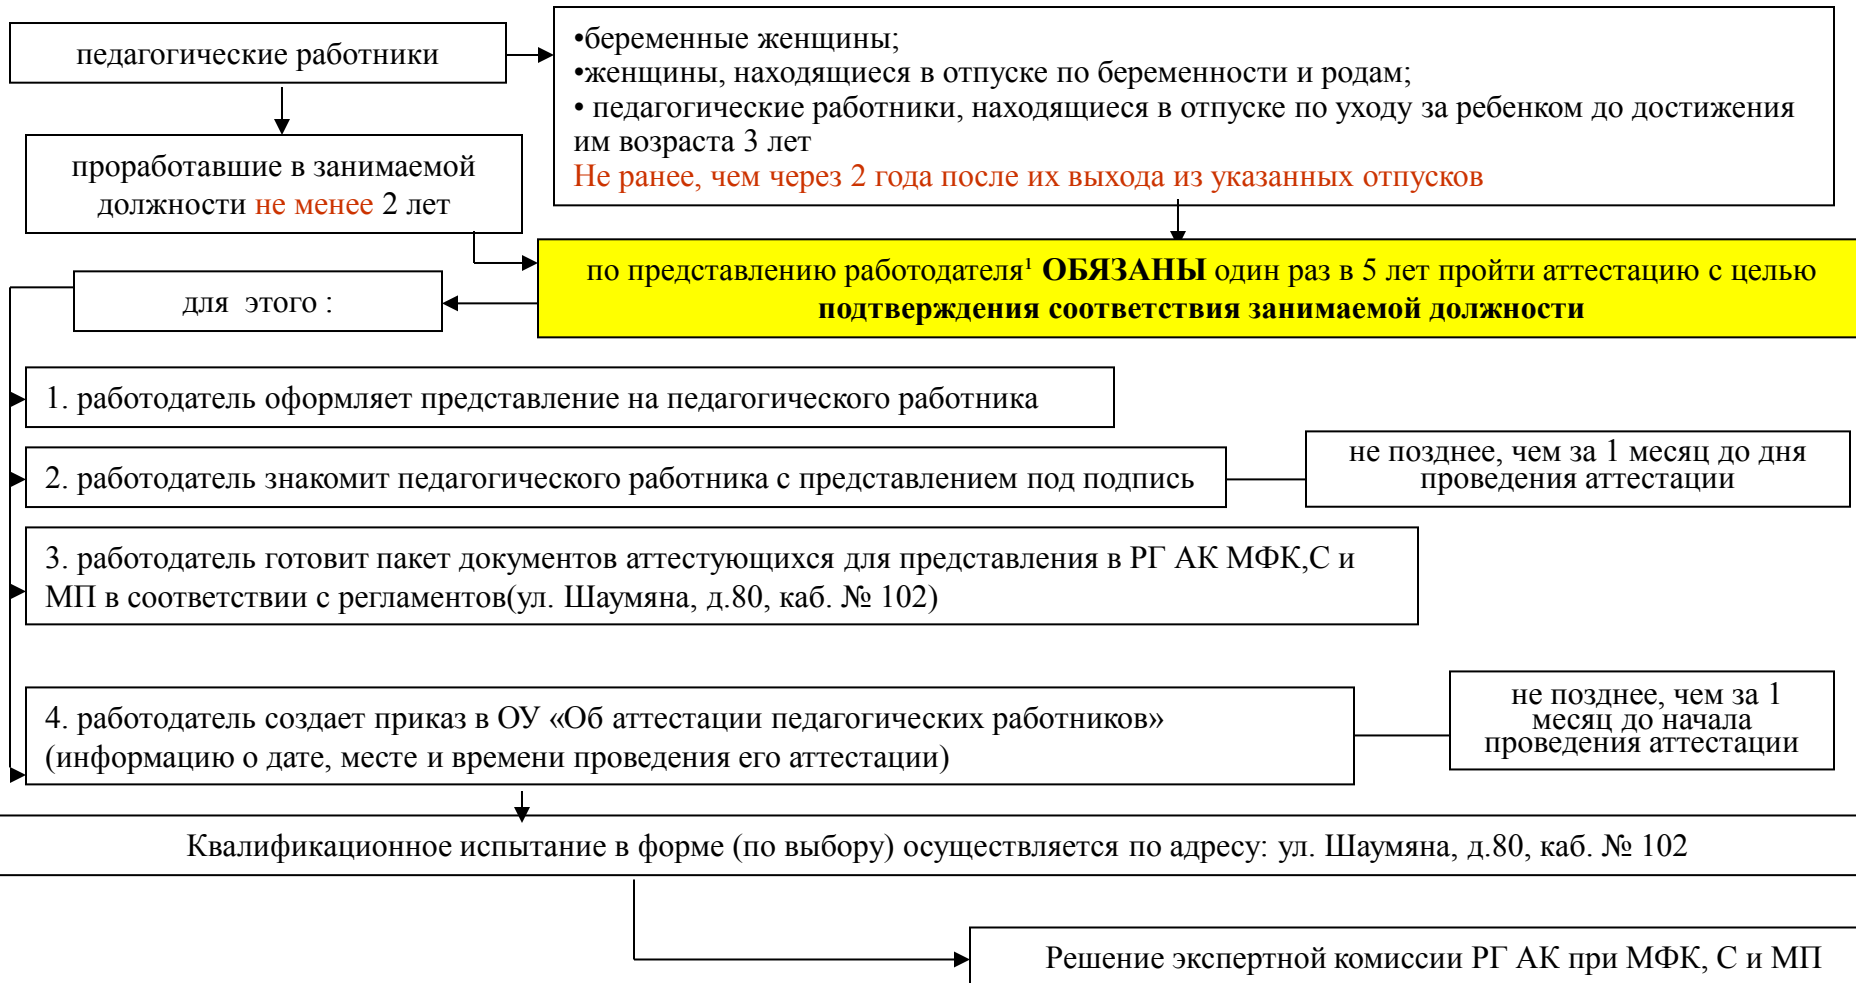 педагогические работники
•беременные женщины;
•женщины, находящиеся в отпуске по беременности и родам;
• педагогические работники, находящиеся в отпуске по уходу за ребенком до достижения
им возраста 3 лет
Не ранее, чем через 2 года после их выхода из указанных отпусков
проработавшие в занимаемой
должности не менее 2 лет
по представлению работодателя¹ ОБЯЗАНЫ один раз в 5 лет пройти аттестацию с целью
подтверждения соответствия занимаемой должности
для этого :
1. работодатель оформляет представление на педагогического работника
2. работодатель знакомит педагогического работника с представлением под подпись
не позднее, чем за 1 месяц до дня
проведения аттестации
3. работодатель готовит пакет документов аттестующихся для представления в РГ АК МФК,С и
МП в соответствии с регламентов(ул. Шаумяна, д.80, каб. № 102)
4. работодатель создает приказ в ОУ «Об аттестации педагогических работников»
(информацию о дате, месте и времени проведения его аттестации)
не позднее, чем за 1
месяц до начала
проведения аттестации
Квалификационное испытание в форме (по выбору) осуществляется по адресу: ул. Шаумяна, д.80, каб. № 102
Решение экспертной комиссии РГ АК при МФК, С и МП